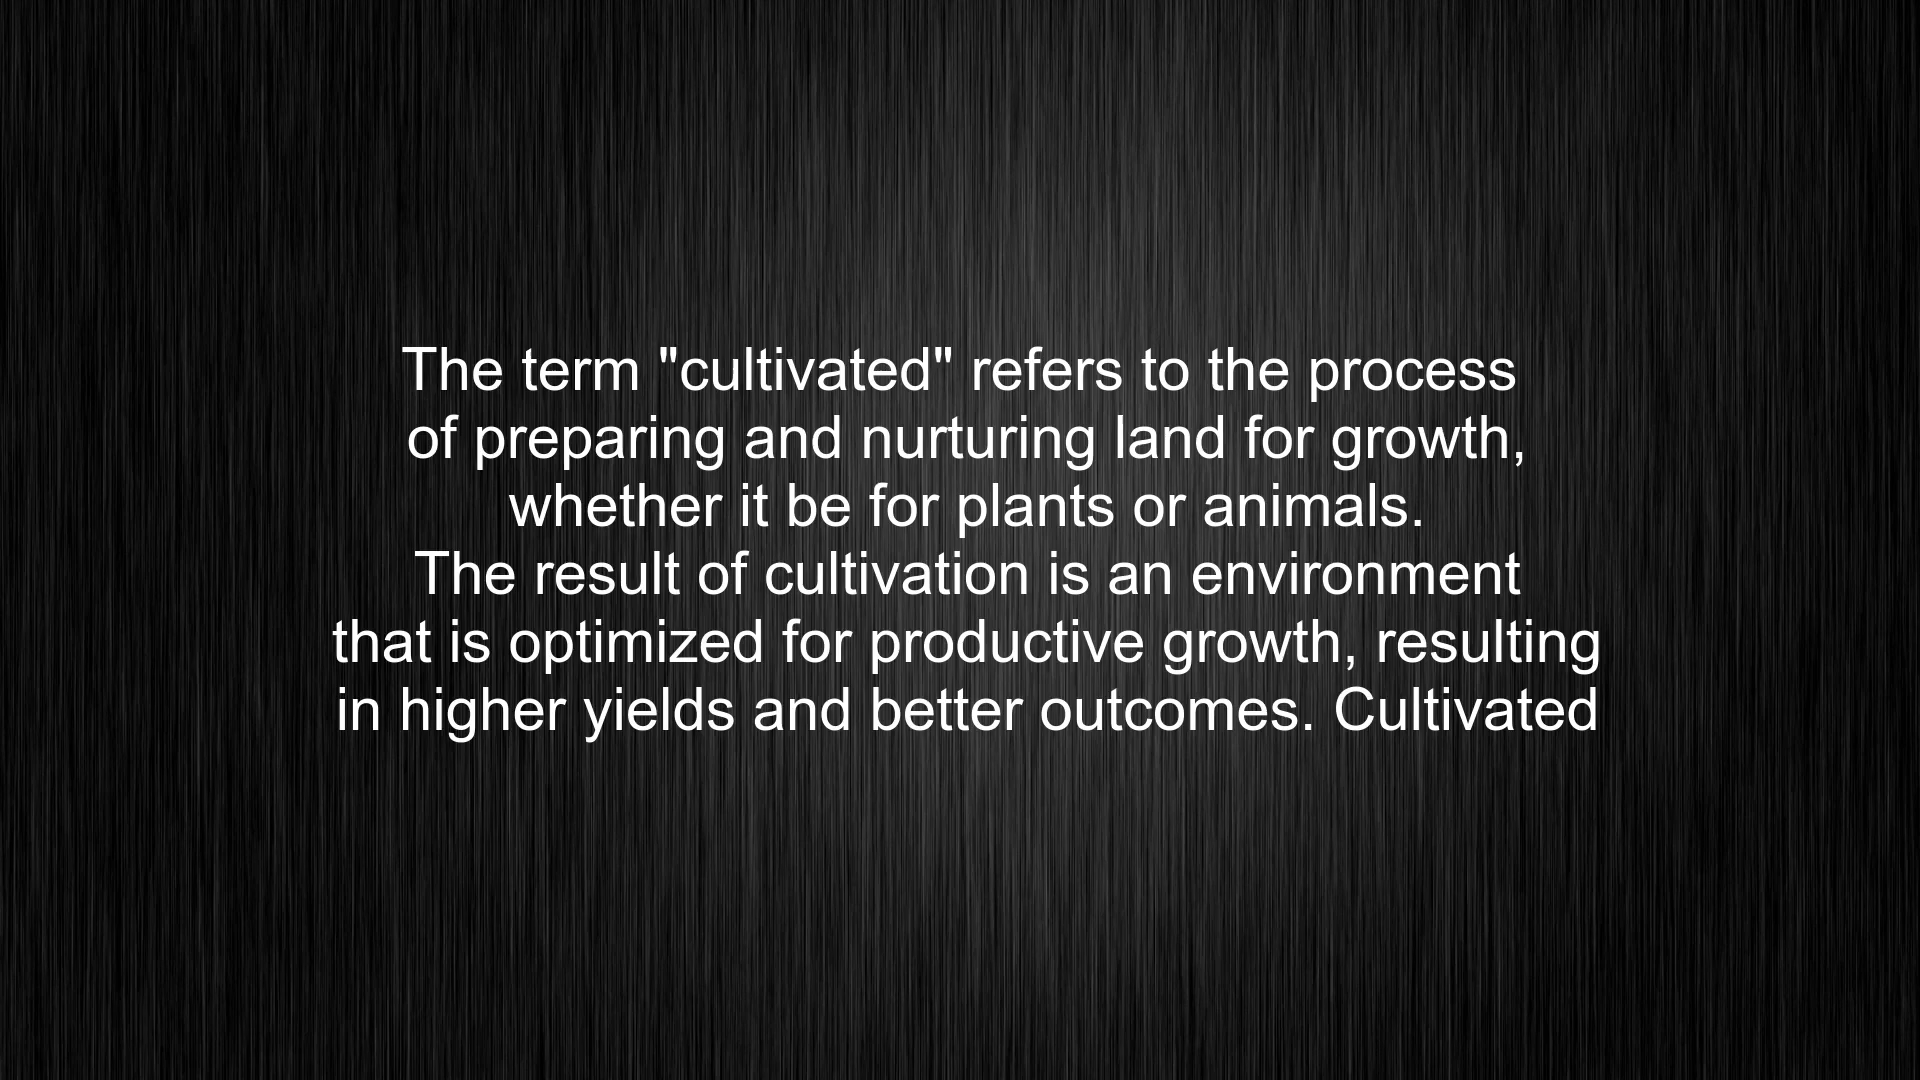 The term "cultivated" refers to the process
of preparing and nurturing land for growth,
whether it be for plants or animals.
The result of cultivation is an environment
that is optimized for productive growth, resulting
in higher yields and better outcomes. Cultivated